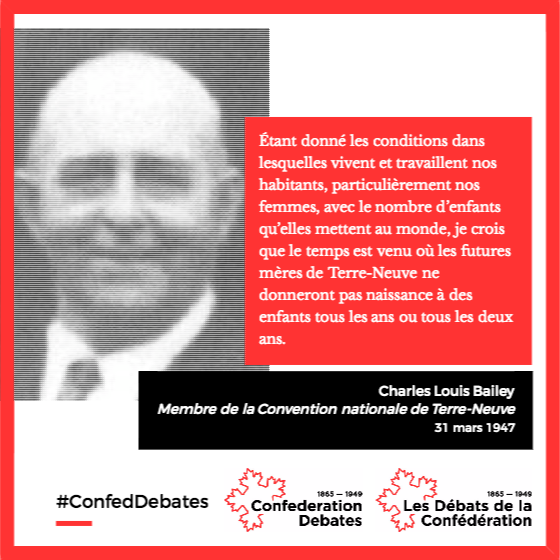 Étant donné les conditions dans
lesquelles vivent et travaillent nos
habitants, particulièrement nos
femmes, avec le nombre d'enfants
qu'elles mettent au monde, je crois
que le temps est venu où les futures
mères de Terre-Neuve ne
donneront pas naissance à des
enfants tous les ans ou tous les deux
ans.
Charles Louis Bailey
Membre de la Convention nationale de Terre-Neuve
31 mars 1947
#ConfedDebates
1865 — 1949
Confederation
Debates
1865 — 1949
Les Débats de la
Confédération